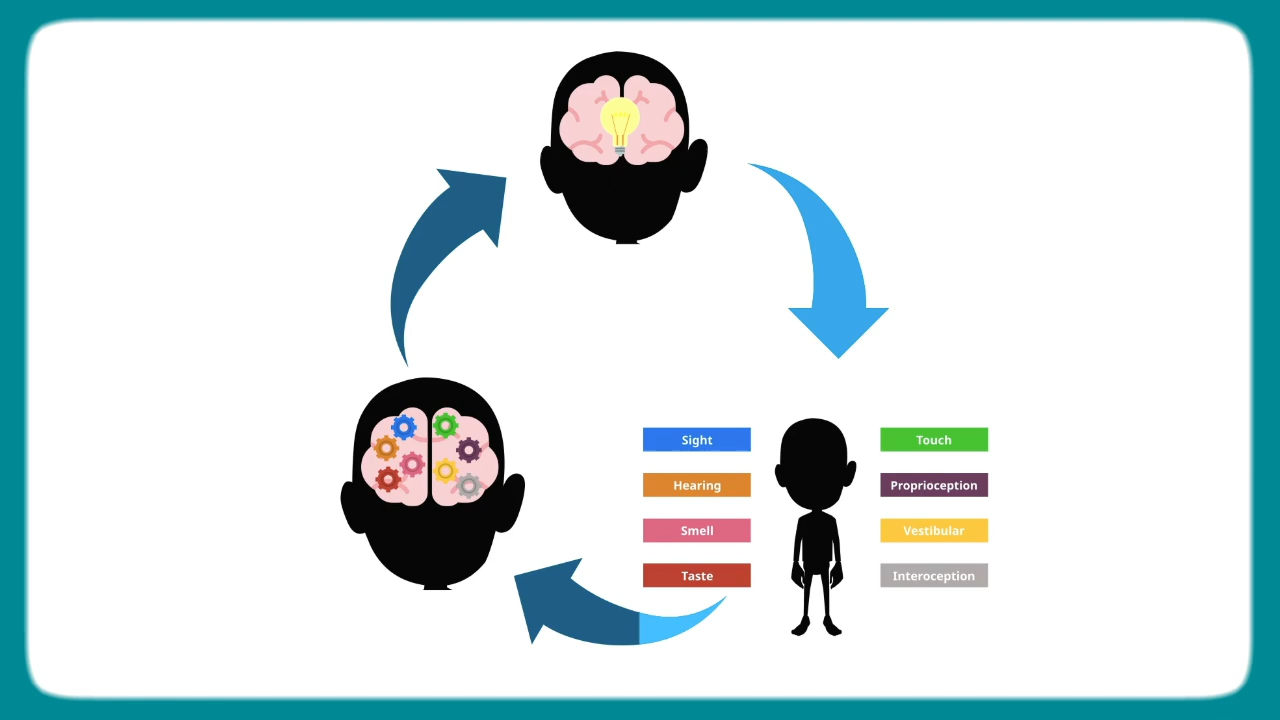 Sight
Touch
Hearing
Proprioception
Smell
Vestibular
Taste
Interoception